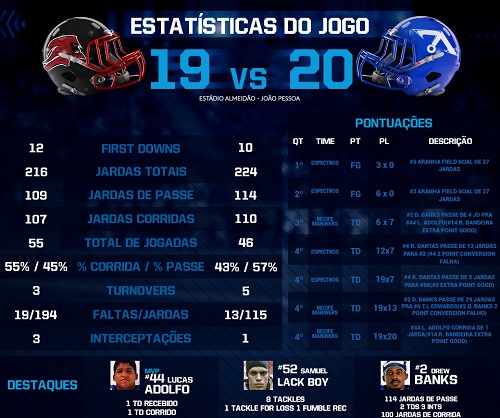 ESTATÍSTICAS DO JOGO
19 vs 20
ESTÁDIO ALMEIDÃO - JOÃO PESSOA
12 FIRST DOWNS 10
216 JARDAS TOTAIS 224
109 JARDAS DE PASSE 114
107 JARDAS CORRIDAS 110
55 TOTAL DE JOGADAS 46
55% / 45% % CORRIDA / % PASSE 43% / 57%
3 TURNOVERS 5
19/194 FALTAS/JARDAS 13/115
3 INTERCEPTAÇÕES 1
PONTUAÇÕES
QT TIME PT PL DESCRIÇÃO
1º ESPECTROS FG 3 x 0 #3 ARANHA FIELD GOAL DE 27
JARDAS
2º ESPECTROS FG 6 x 0 #3 ARANHA FIELD GOAL DE 27
JARDAS
3º RECIFE
MARINERS TD 6 x 7 #2 D. BANKS PASSE DE 4 JD PRA
#44 L. ADOLFO(#14 R. BANDEIRA
EXTRA POINT GOOD)
4º ESPECTROS TD 12x7 #4 R. DANTAS PASSE DE 13 JARDAS
PARA #2 (#4 2 POINT CONVERSION
FALHA)
4º ESPECTROS TD 19x7 #4 R. DANTAS PASSE DE 5 JARDAS
PARA #88(#3 EXTRA POINT GOOD)
4º RECIFE
MARINERS TD 19x13 #2 D. BANKS PASSE DE 29 JARDAS
PRA #6 T.L EDWARDS(#2 D. BANKS 2
POINT CONVERSION FALHO)
4º RECIFE
MARINERS TD 19x20 #44 L. ADOLFO CORRIDA DE 1
JARDA(#14 R. BANDEIRA EXTRA
POINT GOOD)
DESTAQUES
MVP
#44 LUCAS
ADOLFO
1 TD RECEBIDO
1 TD CORRIDO
#52 SAMUEL
LACK BOY
8 TACKLES
1 TACKLE FOR LOSS 1 FUMBLE REC
#2 DREW
BANKS
114 JARDAS DE PASSE
2 TDS 3 INTS
100 JARDAS DE CORRIDA